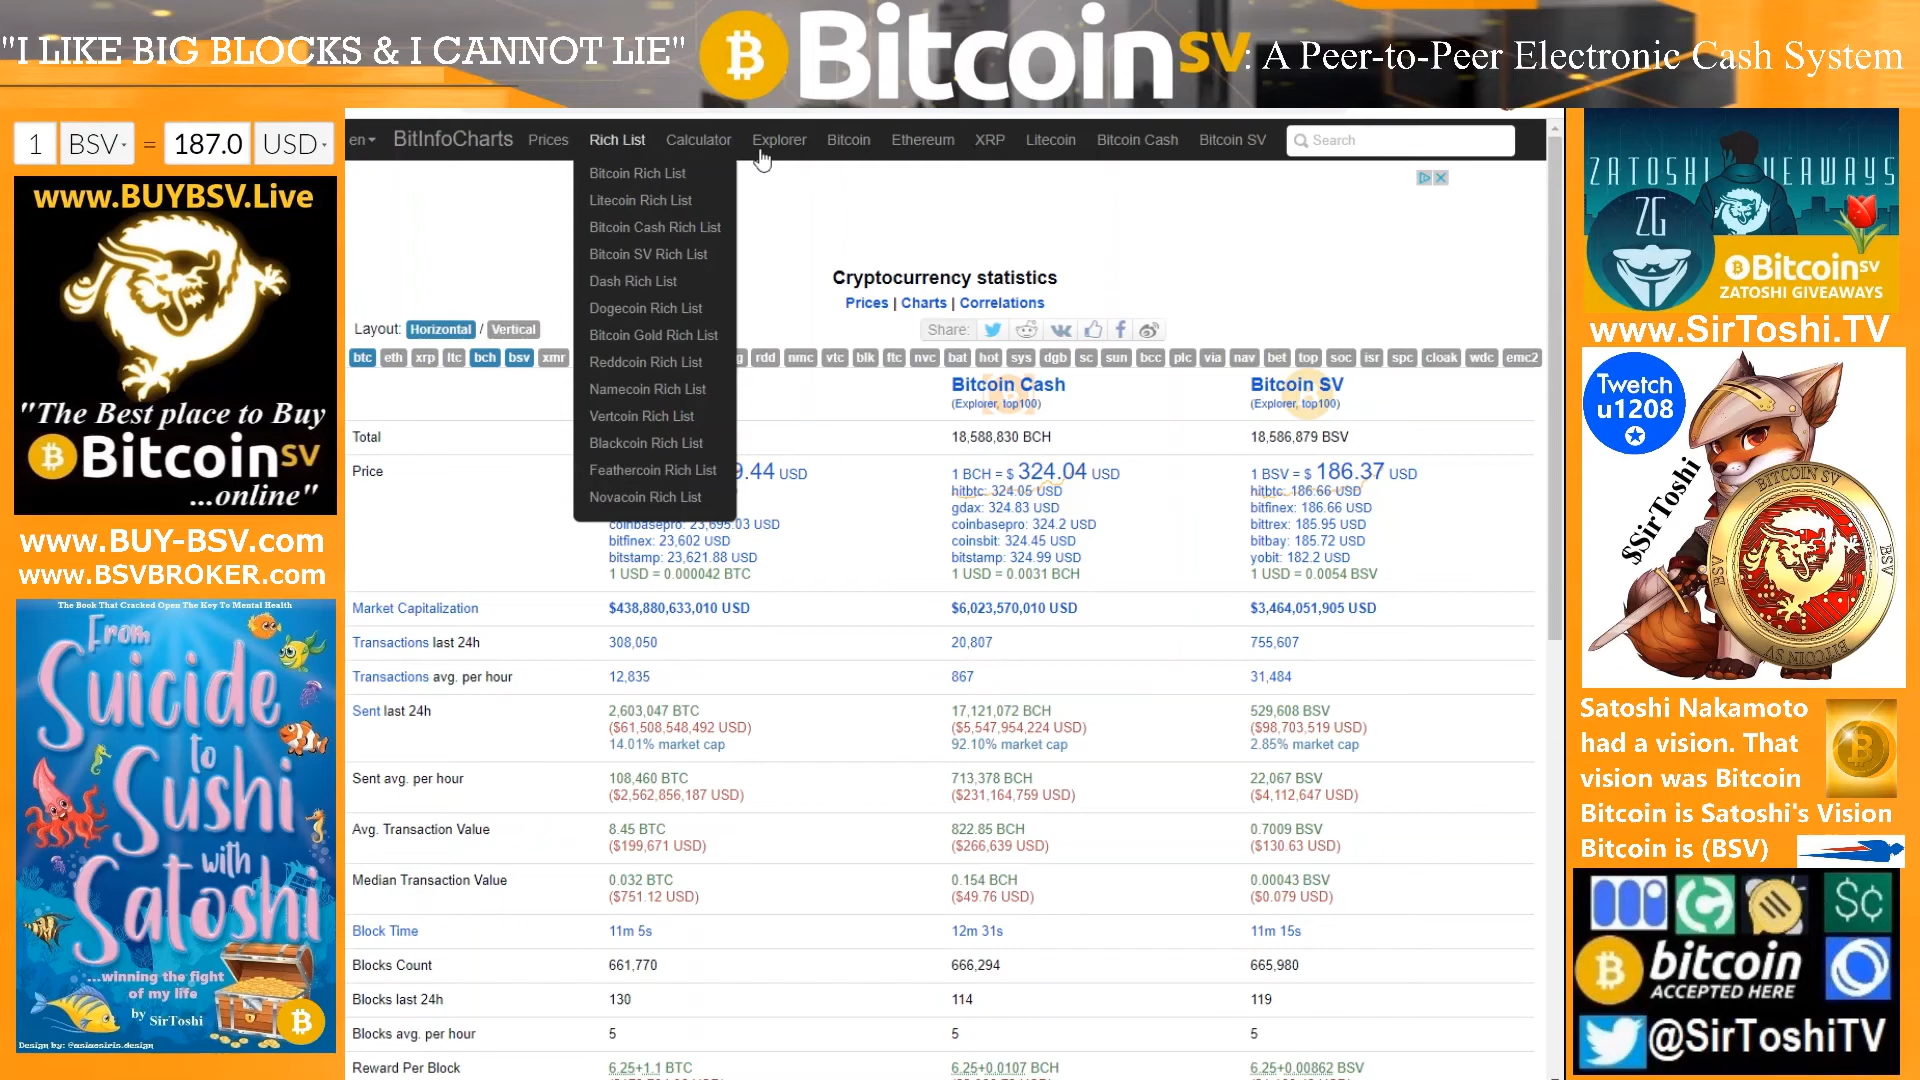 "I LIKE BIG BLOCKS & I CANNOT LIE" Bitcoin SV: A Peer-to-Peer Electronic Cash System
1 BSV = 187.0 USD
www.BUYBSV.Live
"The Best place to Buy
Bitcoin SV
...online"
www.BUY-BSV.com
www.BSVBROKER.com
The Book That Cracked Open The Key To Mental Health
From
Suicide
to
Sushi
with
Satoshi
...winning the fight
of my life
by SirToshi
Design by: @asiaosiris.design
en BitInfoCharts Prices Rich List Calculator Explorer Bitcoin Ethereum XRP Litecoin Bitcoin Cash Bitcoin SV Search
Bitcoin Rich List
Litecoin Rich List
Bitcoin Cash Rich List
Bitcoin SV Rich List
Dash Rich List
Dogecoin Rich List
Bitcoin Gold Rich List
Reddcoin Rich List
Namecoin Rich List
Vertcoin Rich List
Blackcoin Rich List
Feathercoin Rich List
Novacoin Rich List
Cryptocurrency statistics
Prices | Charts | Correlations
Layout: Horizontal / Vertical
Share:
btc eth xrp ltc bch bsv xmr g rdd nmc vtc blk ftc nvc bat hot sys dgb sc sun bcc plc via nav bet top soc isr spc cloak wdc emc2
Bitcoin Cash Bitcoin SV
(Explorer, top100) (Explorer, top100)
Total 18,588,830 BCH 18,586,879 BSV
Price 9.44 USD 1 BCH = $ 324.04 USD 1 BSV = $ 186.37 USD
hitbtc: 324.05 USD hitbtc: 186.66 USD
gdax: 324.83 USD bitfinex: 186.66 USD
coinbasepro: 23,695.03 USD coinbasepro: 324.2 USD bittrex: 185.95 USD
bitfinex: 23,602 USD coinsbit: 324.45 USD bitbay: 185.72 USD
bitstamp: 23,621.88 USD bitstamp: 324.99 USD yobit: 182.2 USD
1 USD = 0.000042 BTC 1 USD = 0.0031 BCH 1 USD = 0.0054 BSV
Market Capitalization $438,880,633,010 USD $6,023,570,010 USD $3,464,051,905 USD
Transactions last 24h 308,050 20,807 755,607
Transactions avg. per hour 12,835 867 31,484
Sent last 24h 2,603,047 BTC 17,121,072 BCH 529,608 BSV
($61,508,548,492 USD) ($5,547,954,224 USD) ($98,703,519 USD)
14.01% market cap 92.10% market cap 2.85% market cap
Sent avg. per hour 108,460 BTC 713,378 BCH 22,067 BSV
($2,562,856,187 USD) ($231,164,759 USD) ($4,112,647 USD)
Avg. Transaction Value 8.45 BTC 822.85 BCH 0.7009 BSV
($199,671 USD) ($266,639 USD) ($130.63 USD)
Median Transaction Value 0.032 BTC 0.154 BCH 0.00043 BSV
($751.12 USD) ($49.76 USD) ($0.079 USD)
Block Time 11m 5s 12m 31s 11m 15s
Blocks Count 661,770 666,294 665,980
Blocks last 24h 130 114 119
Blocks avg. per hour 5 5 5
Reward Per Block 6.25+1.1 BTC 6.25+0.0107 BCH 6.25+0.00862 BSV
ZATOSHI
ZG
Bitcoin SV
ZATOSHI GIVEAWAYS
www.SirToshi.TV
Twetch
u1208
$SirToshi
BITCOIN SV
BSV
BSV
BITCOIN SV
Satoshi Nakamoto
had a vision. That
vision was Bitcoin
Bitcoin is Satoshi's Vision
Bitcoin is (BSV)
bitcoin
ACCEPTED HERE
@SirToshiTV